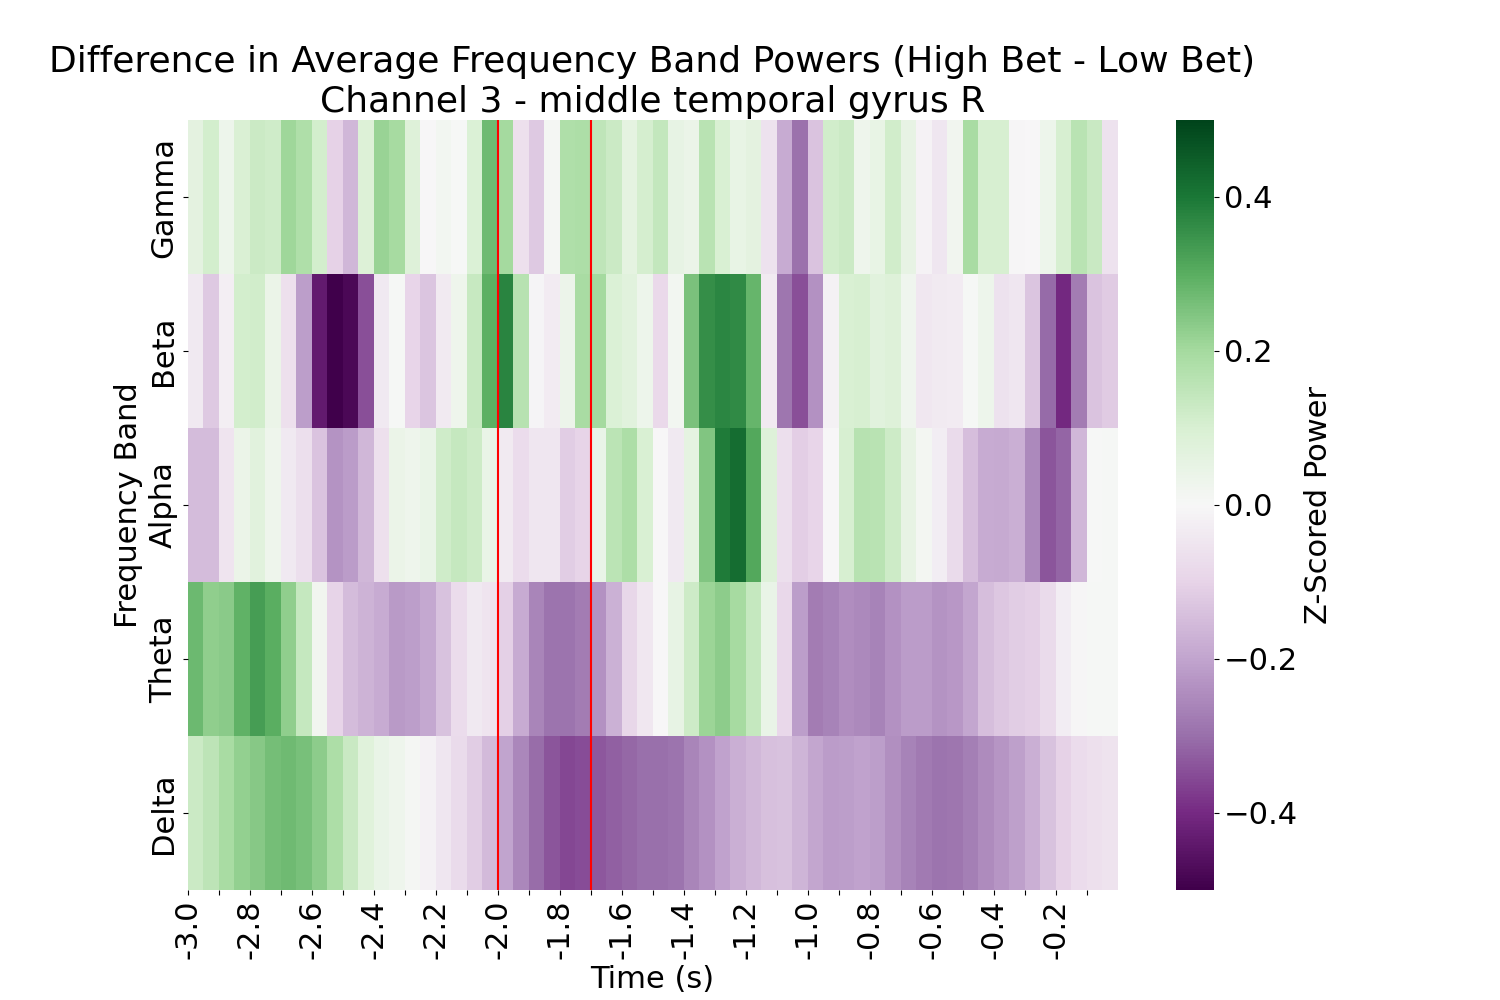 Difference in Average Frequency Band Powers (High Bet - Low Bet)
Channel 3 - middle temporal gyrus R
Frequency Band
Gamma
Beta
Alpha
Theta
Delta
-3.0
-2.8
-2.6
-2.4
-2.2
-2.0
-1.8
-1.6
-1.4
-1.2
-1.0
-0.8
-0.6
-0.4
-0.2
Time (s)
0.4
0.2
0.0
−0.2
−0.4
Z-Scored Power